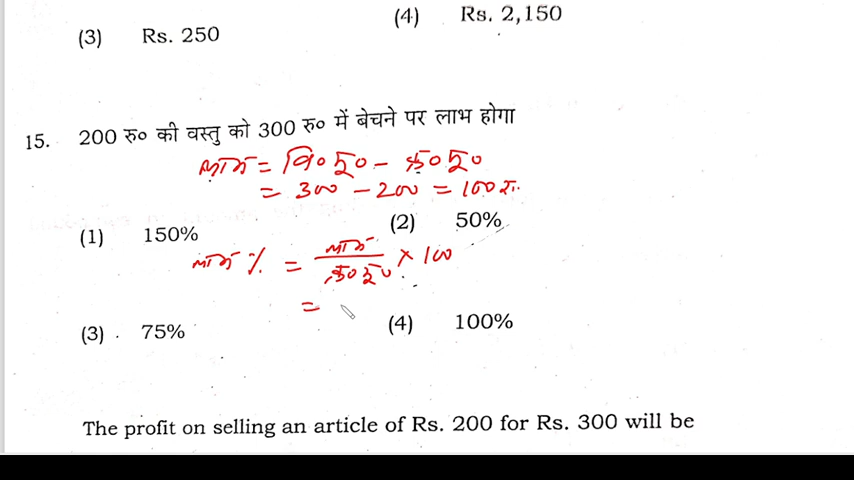 (3) Rs. 250 (4) Rs. 2,150
15. 200 रु० की वस्तु को 300 रु० में बेचने पर लाभ होगा
लाभ = वि० मू० - क्र० मू०
= 300 - 200 = 100 रु.
(1) 150% (2) 50%
लाभ % = लाभ / क्र० मू० × 100
=
(3) 75% (4) 100%
The profit on selling an article of Rs. 200 for Rs. 300 will be